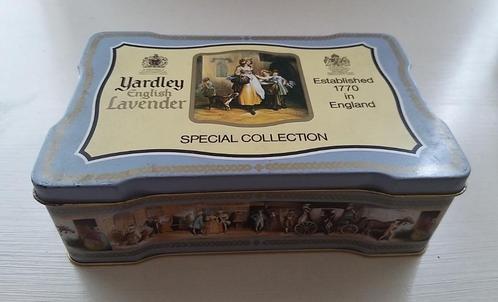 Yardley
English
Lavender
Established
1770
in
England
SPECIAL COLLECTION